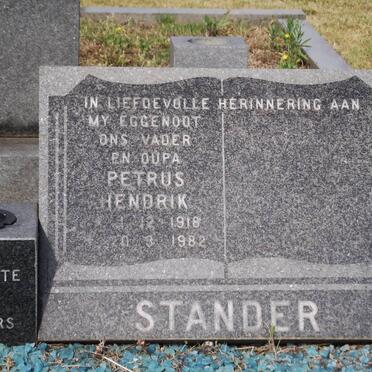 IN LIEFDEVOLLE HERINNERING AAN
MY EGGENOOT
ONS VADER
EN OUPA
PETRUS
HENDRIK
1.12.1918
0.3.1982
STANDER
TE
RS